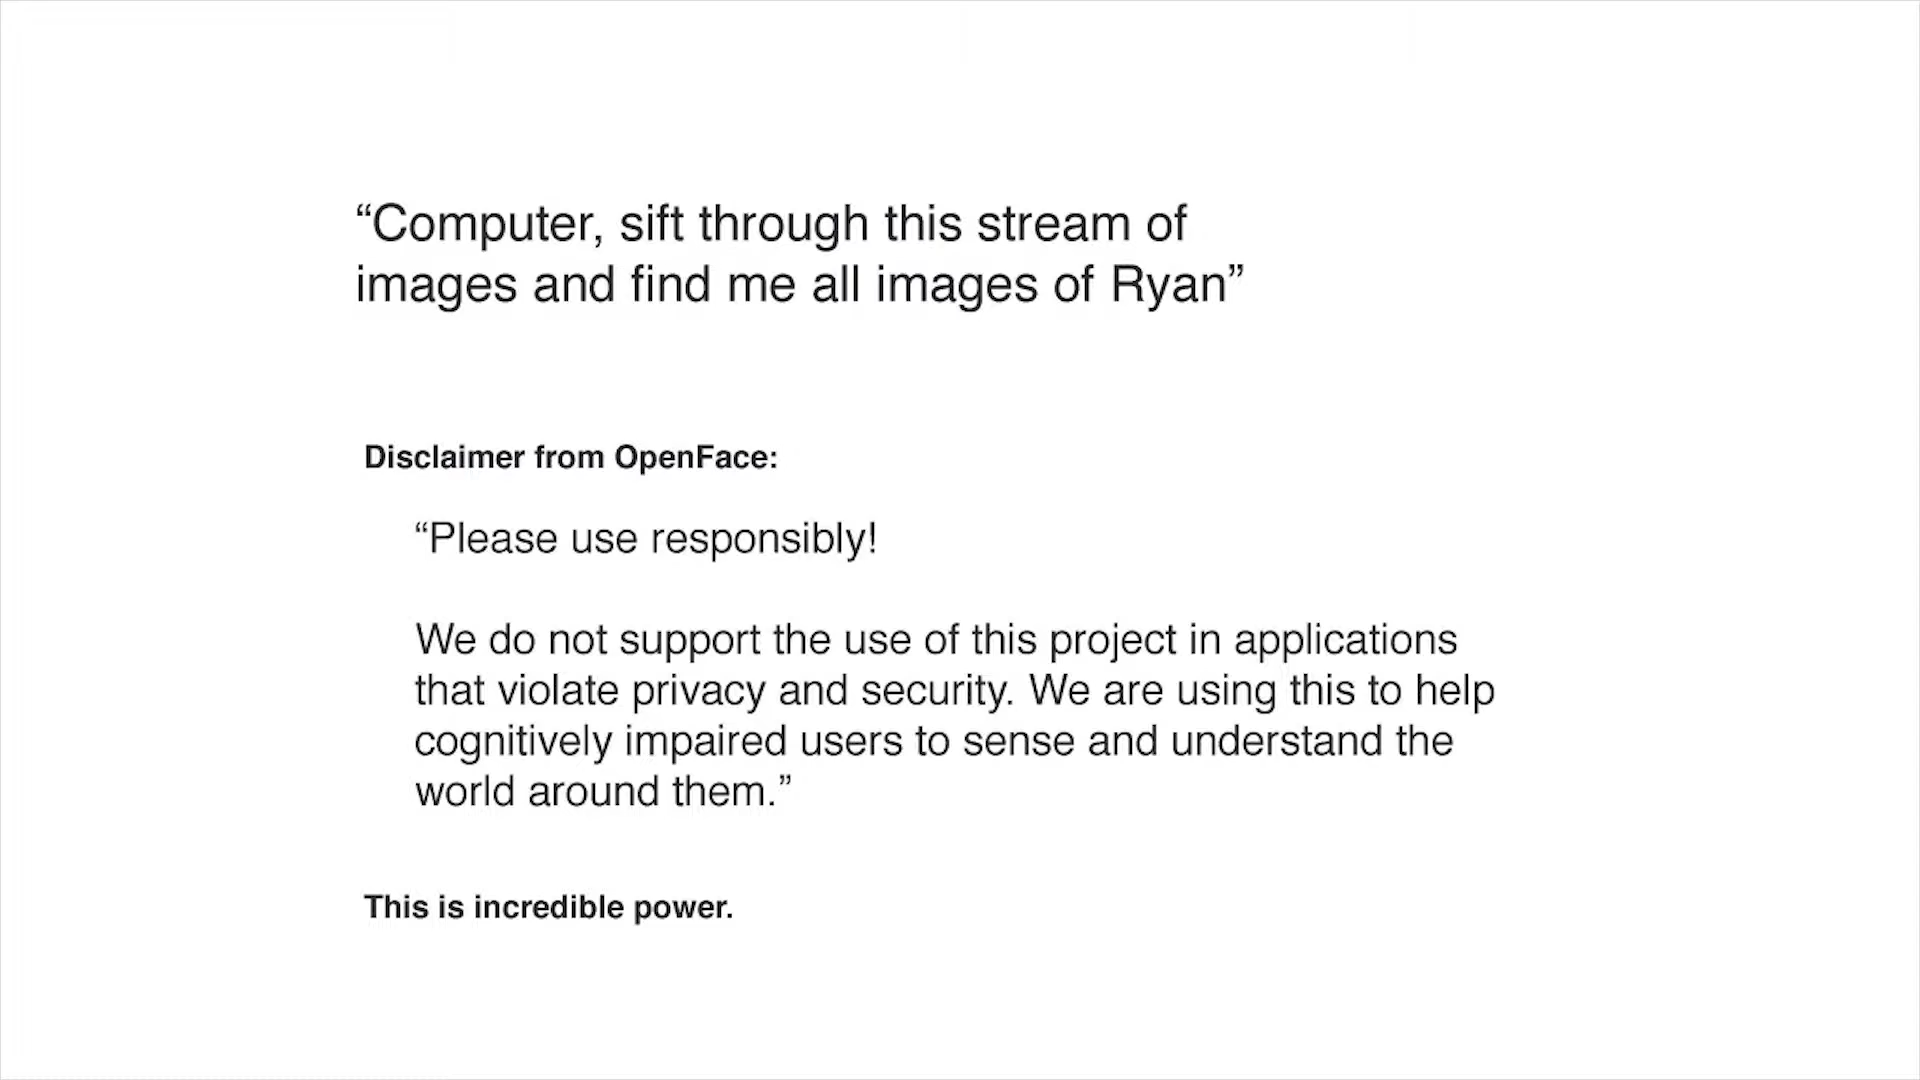 “Computer, sift through this stream of
images and find me all images of Ryan”
Disclaimer from OpenFace:
“Please use responsibly!
We do not support the use of this project in applications
that violate privacy and security. We are using this to help
cognitively impaired users to sense and understand the
world around them.”
This is incredible power.